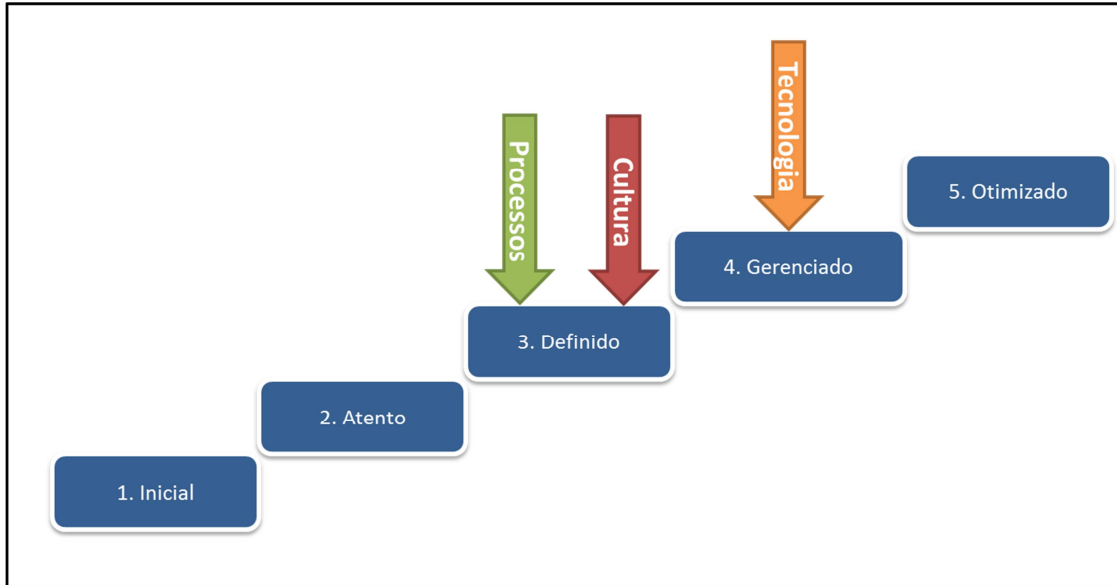 Tecnologia
Processos
Cultura
5. Otimizado
4. Gerenciado
3. Definido
2. Atento
1. Inicial